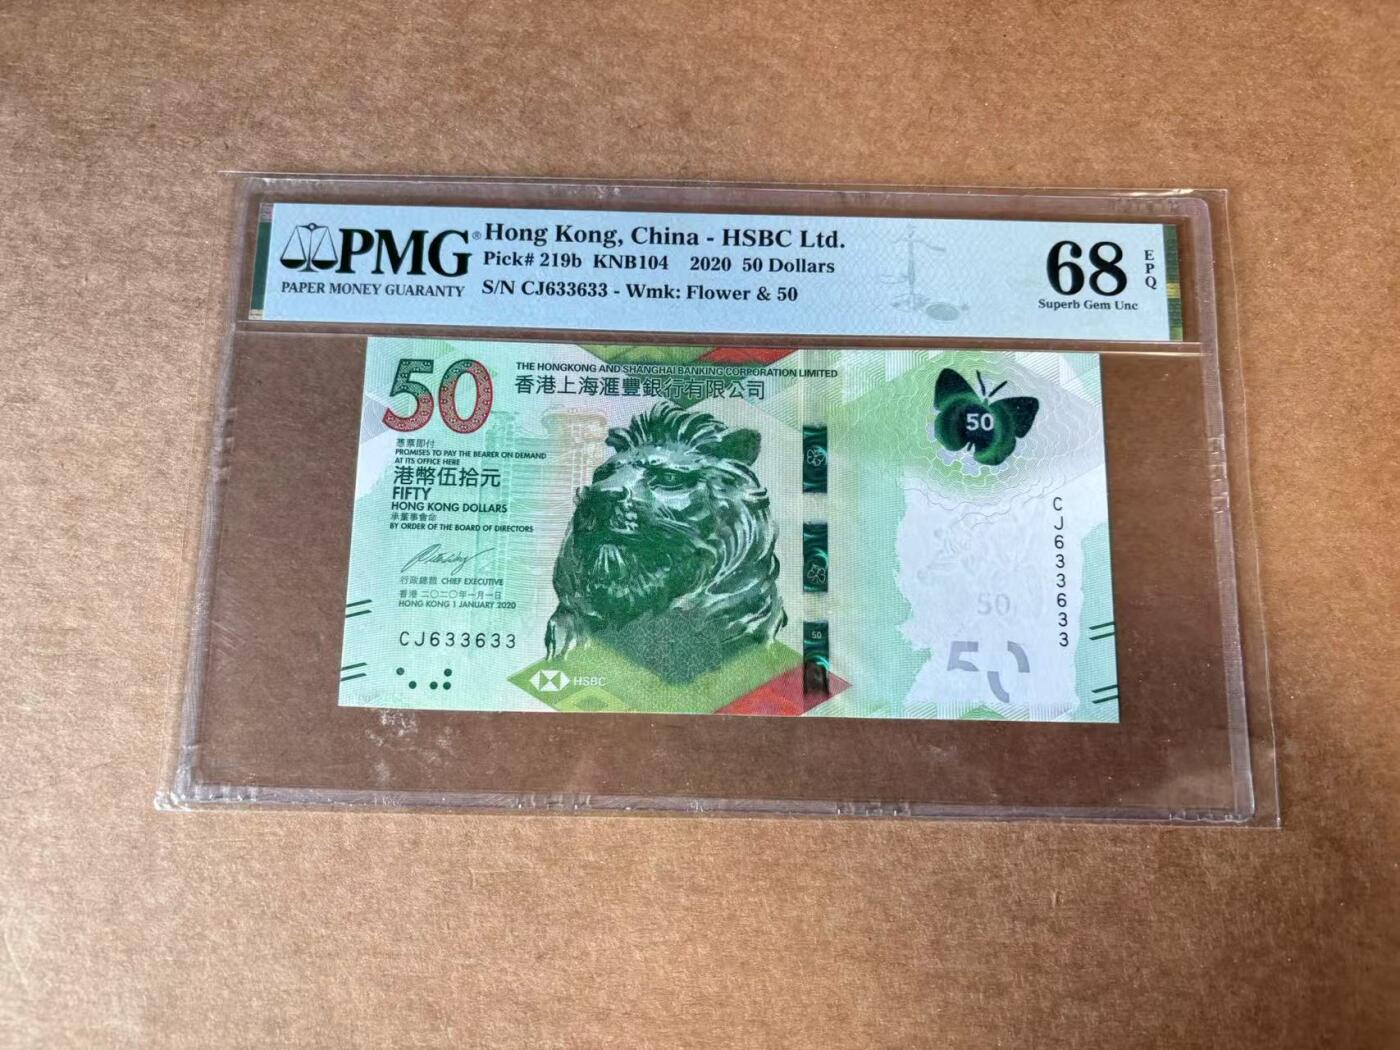 PMG®
PAPER MONEY GUARANTY
Hong Kong, China - HSBC Ltd.
Pick# 219b KNB104 2020 50 Dollars
S/N CJ633633 - Wmk: Flower & 50
68
EPQ
Superb Gem Unc
50
THE HONGKONG AND SHANGHAI BANKING CORPORATION LIMITED
香港上海滙豐銀行有限公司
憑票即付
PROMISES TO PAY THE BEARER ON DEMAND
AT ITS OFFICE HERE
港幣伍拾元
FIFTY
HONG KONG DOLLARS
承董事會命
BY ORDER OF THE BOARD OF DIRECTORS
行政總裁 CHIEF EXECUTIVE
香港 二〇二〇年一月一日
HONG KONG 1 JANUARY 2020
CJ633633
HSBC
50
50
CJ633633
50
50